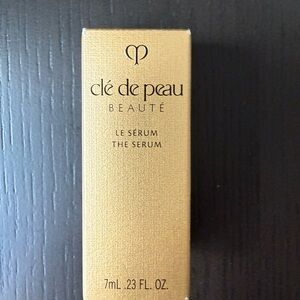 clé de peau
BEAUTÉ
LE SÉRUM
THE SERUM
7mL .23 FL. OZ.